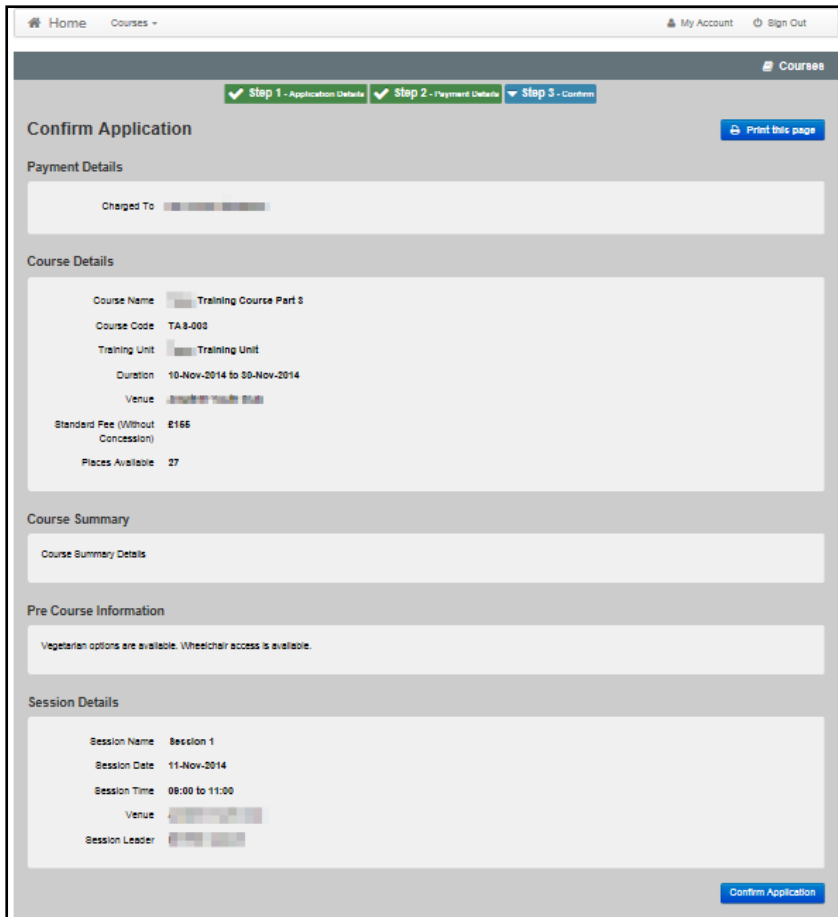 Home Courses My Account Sign Out
Courses
Step 1 - Application Details Step 2 - Payment Details Step 3 - Confirm
Confirm Application Print this page
Payment Details
Charged To
Course Details
Course Name Training Course Part 3
Course Code TA3-003
Training Unit Training Unit
Duration 10-Nov-2014 to 30-Nov-2014
Venue
Standard Fee (Without £155
Concession)
Places Available 27
Course Summary
Course Summary Details
Pre Course Information
Vegetarian options are available. Wheelchair access is available.
Session Details
Session Name Session 1
Session Date 11-Nov-2014
Session Time 09:00 to 11:00
Venue
Session Leader
Confirm Application